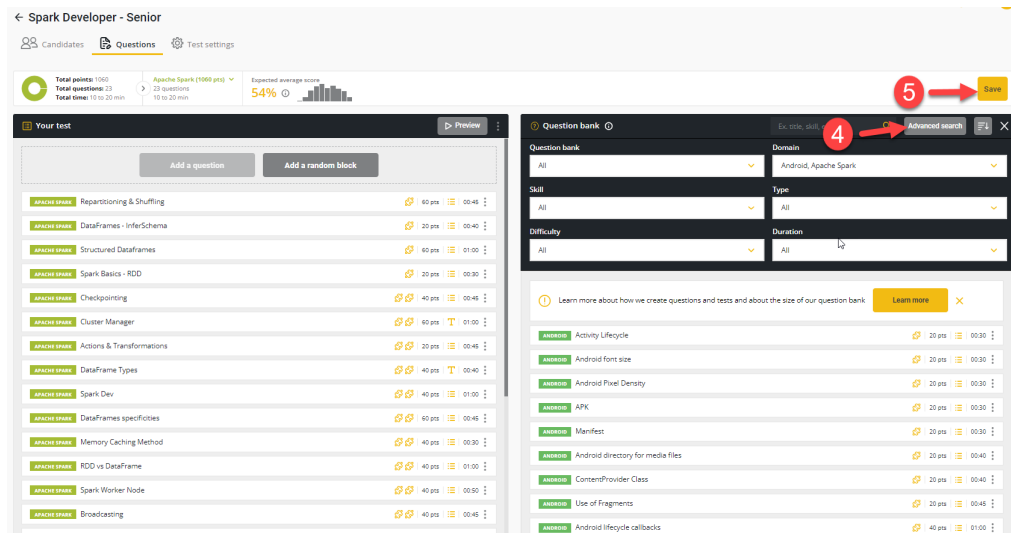 ← Spark Developer - Senior
Candidates Questions Test settings
Total points: 1060
Total questions: 23
Total time: 10 to 20 min
Apache Spark (1000 pts)
23 questions
10 to 20 min
Expected average score
54%
5
Save
Your test
Preview
Add a question
Add a random block
APACHE SPARK Repartitioning & Shuffling 60 pts 00:45
APACHE SPARK DataFrames - InferSchema 20 pts 00:40
APACHE SPARK Structured Dataframes 60 pts 01:00
APACHE SPARK Spark Basics - RDD 20 pts 00:30
APACHE SPARK Checkpointing 40 pts 00:45
APACHE SPARK Cluster Manager 60 pts T 01:00
APACHE SPARK Actions & Transformations 20 pts 00:45
APACHE SPARK DataFrame Types 40 pts T 00:40
APACHE SPARK Spark Dev 40 pts 01:00
APACHE SPARK DataFrames specificities 60 pts 00:45
APACHE SPARK Memory Caching Method 40 pts 00:30
APACHE SPARK RDD vs DataFrame 40 pts 01:00
APACHE SPARK Spark Worker Node 40 pts 00:50
APACHE SPARK Broadcasting 40 pts 00:45
Question bank
Ex. title, skill,
4
Advanced search
Question bank
All
Domain
Android, Apache Spark
Skill
All
Type
All
Difficulty
All
Duration
All
Learn more about how we create questions and tests and about the size of our question bank
Learn more
ANDROID Activity Lifecycle 20 pts 00:30
ANDROID Android font size 20 pts 00:30
ANDROID Android Pixel Density 20 pts 00:30
ANDROID APK 20 pts 00:30
ANDROID Manifest 20 pts 00:30
ANDROID Android directory for media files 20 pts 00:40
ANDROID ContentProvider Class 20 pts 00:40
ANDROID Use of Fragments 20 pts 00:45
ANDROID Android lifecycle callbacks 40 pts 01:00